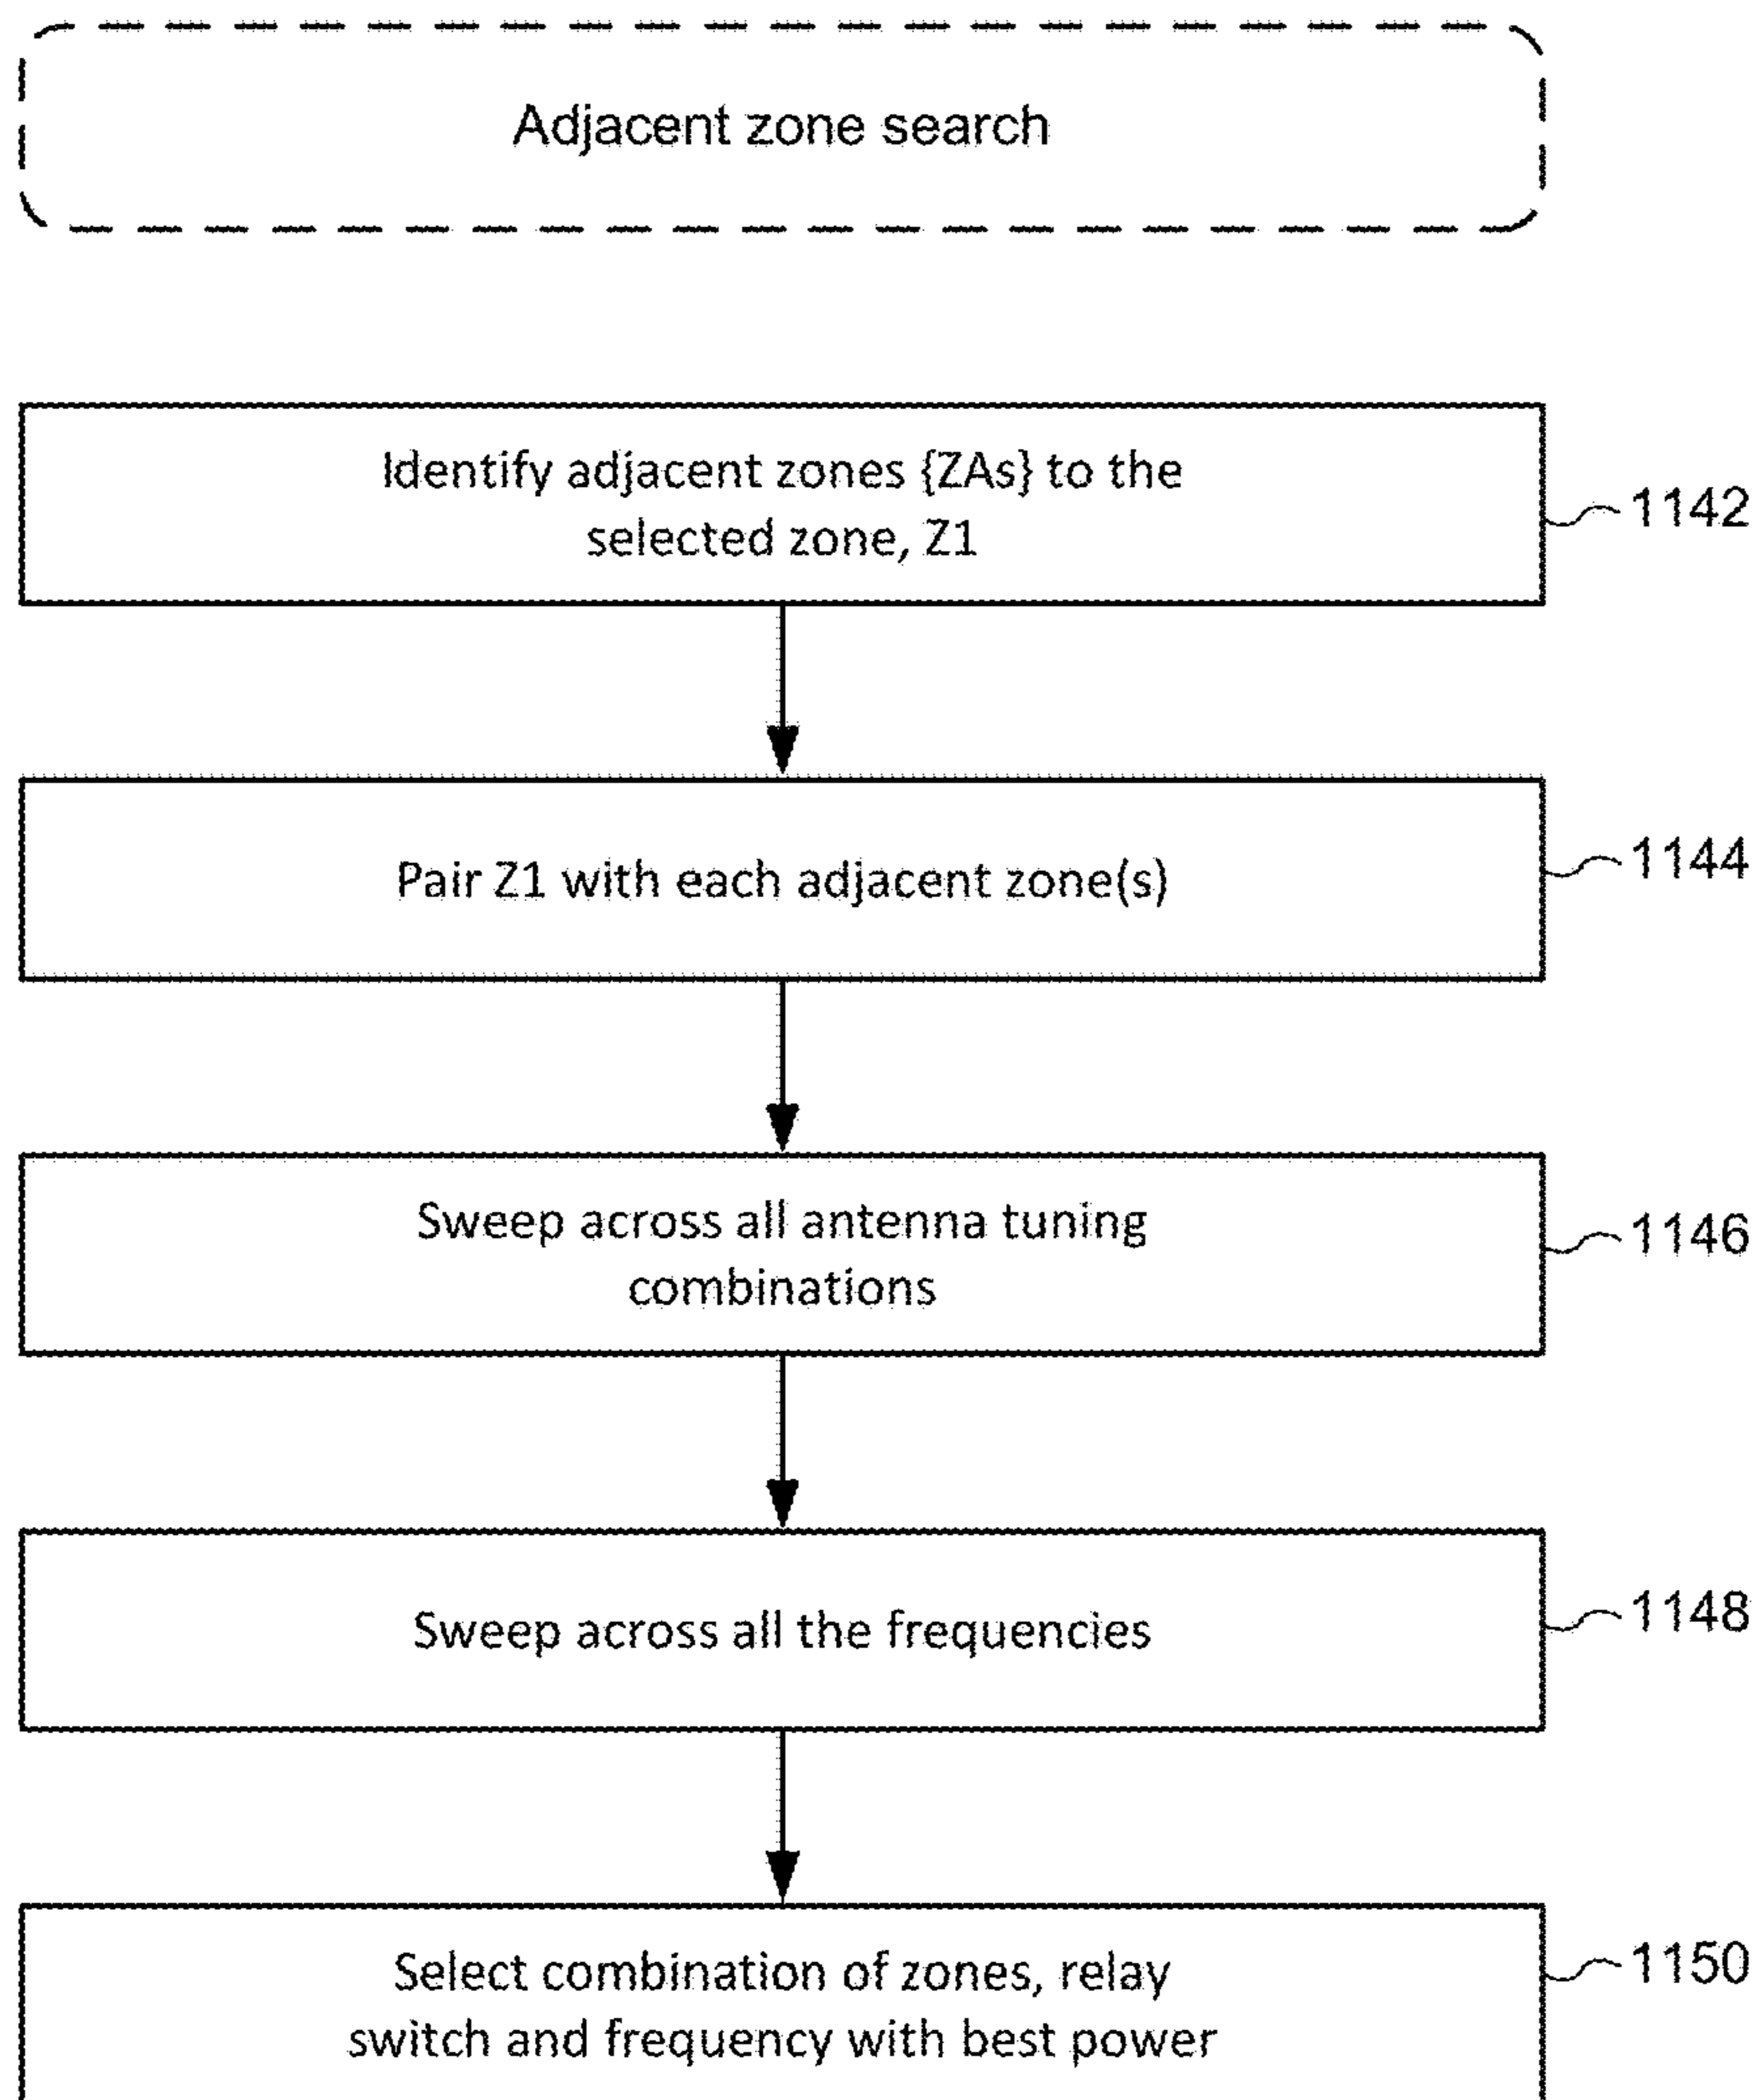 Adjacent zone search
Identify adjacent zones {ZAs} to the
selected zone, Z1
1142
Pair Z1 with each adjacent zone(s)
1144
Sweep across all antenna tuning
combinations
1146
Sweep across all the frequencies
1148
Select combination of zones, relay
switch and frequency with best power
1150